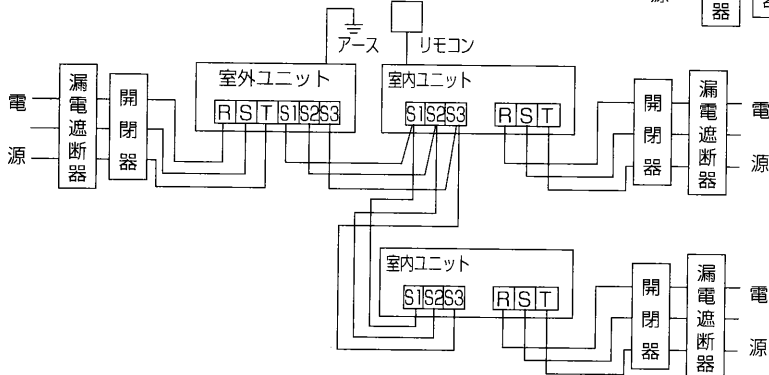 源
器
アース
リモコン
室外ユニット
R S T S1 S2 S3
室内ユニット
S1 S2 S3
R S T
電
源
漏電遮断器
開閉器
開閉器
漏電遮断器
電
源
室内ユニット
S1 S2 S3
R S T
開閉器
漏電遮断器
電
源